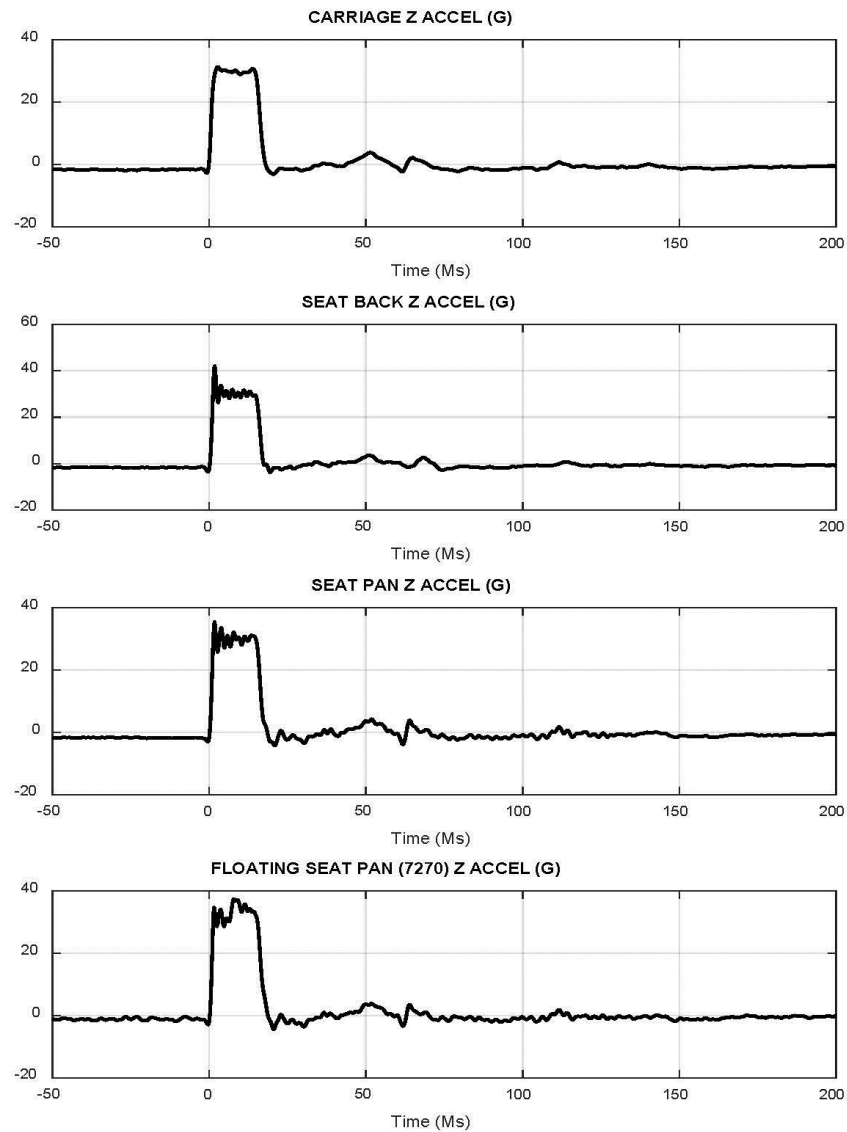 CARRIAGE Z ACCEL (G)
40
20
0
-20
-50 0 50 100 150 200
Time (Ms)
SEAT BACK Z ACCEL (G)
60
40
20
0
-20
-50 0 50 100 150 200
Time (Ms)
SEAT PAN Z ACCEL (G)
40
20
0
-20
-50 0 50 100 150 200
Time (Ms)
FLOATING SEAT PAN (7270) Z ACCEL (G)
40
20
0
-20
-50 0 50 100 150 200
Time (Ms)